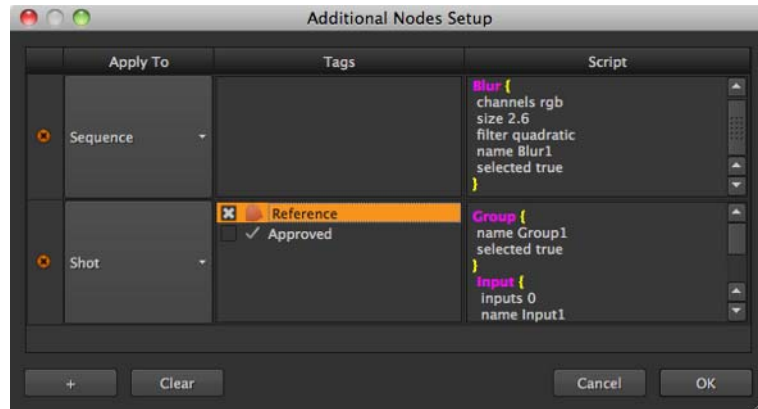 Additional Nodes Setup
Apply To Tags Script
Sequence
Blur {
channels rgb
size 2.6
filter quadratic
name Blur1
selected true
}
Shot
Reference
Approved
Group {
name Group1
selected true
}
Input {
inputs 0
name Input1
+ Clear Cancel OK